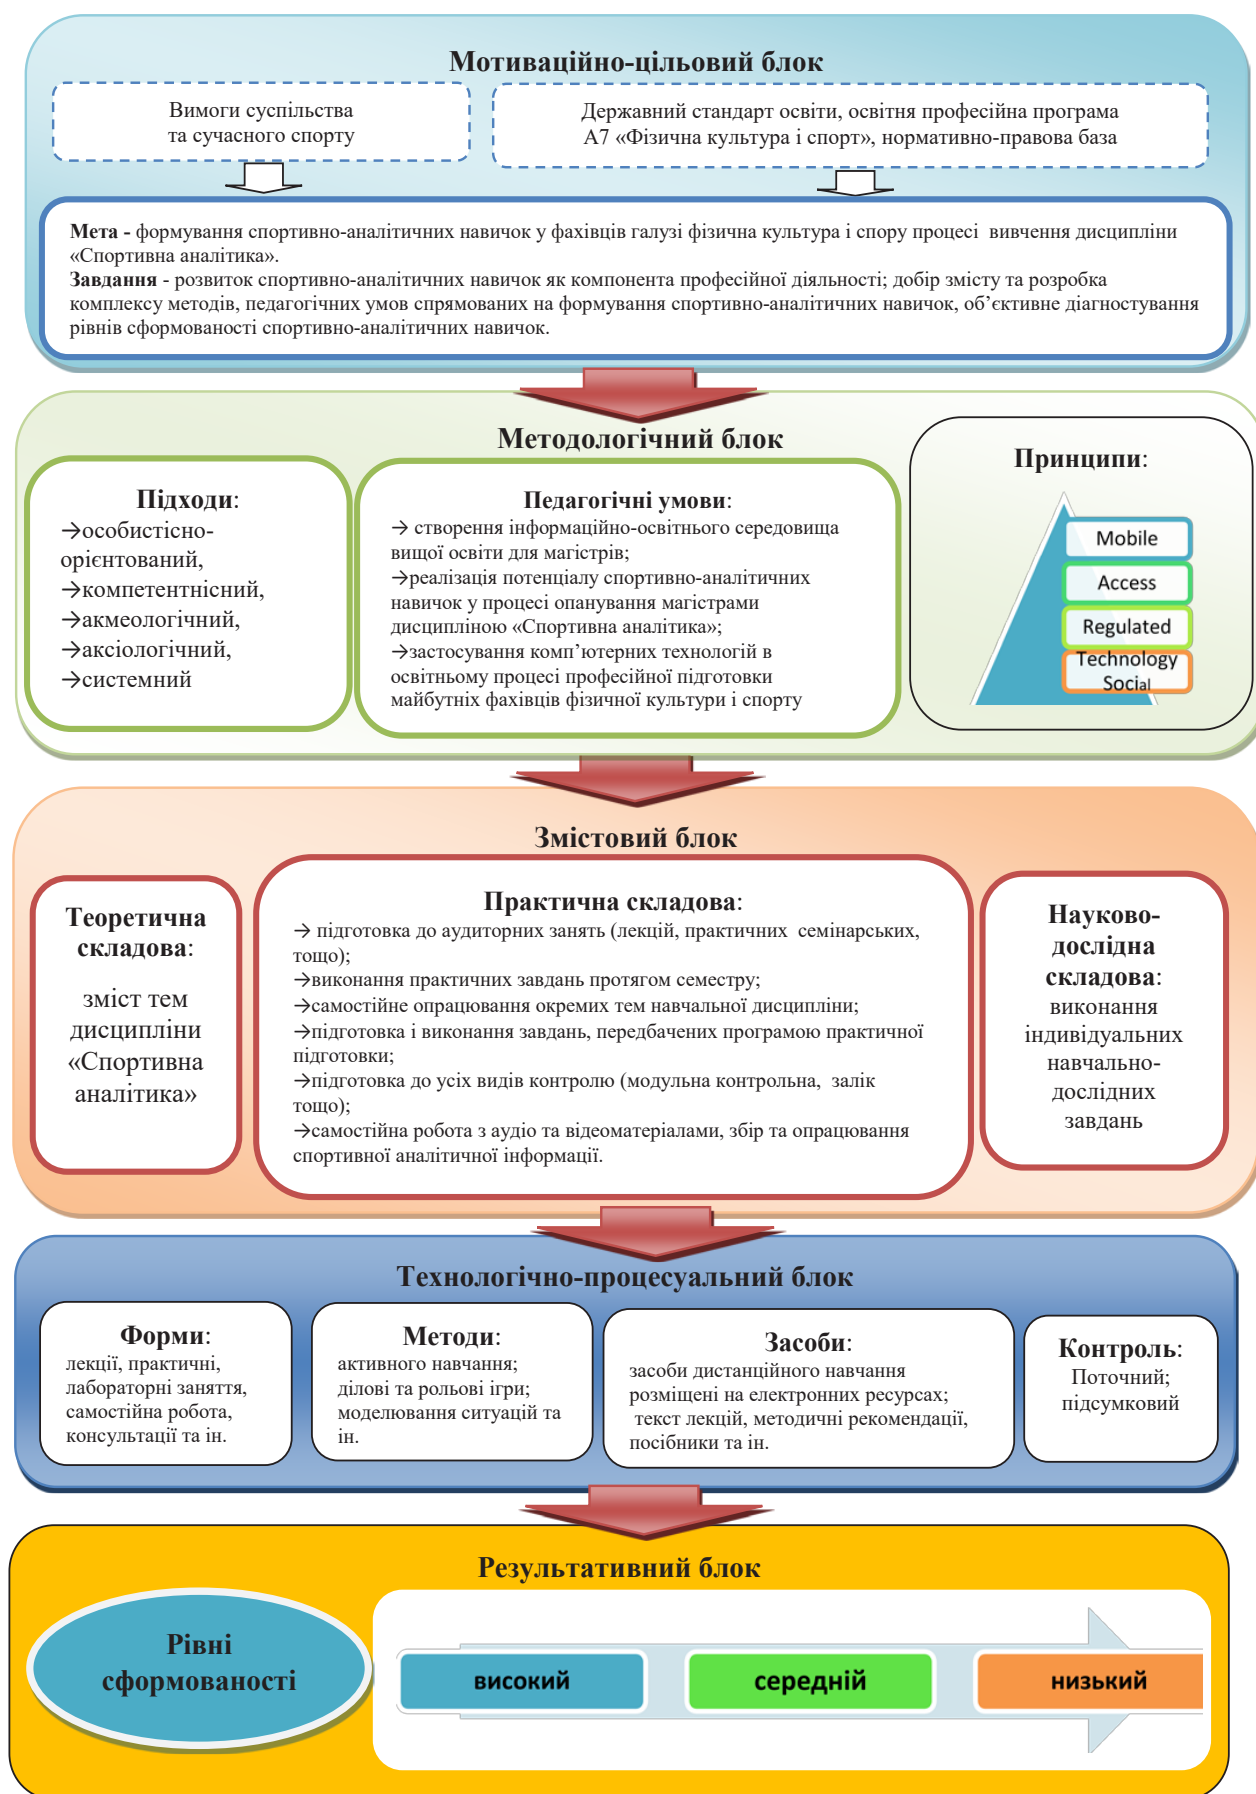 Мотиваційно-цільовий блок
Вимоги суспільства
та сучасного спорту
Державний стандарт освіти, освітня професійна програма
А7 «Фізична культура і спорт», нормативно-правова база
Мета - формування спортивно-аналітичних навичок у фахівців галузі фізична культура і спору процесі вивчення дисципліни
«Спортивна аналітика».
Завдання - розвиток спортивно-аналітичних навичок як компонента професійної діяльності; добір змісту та розробка
комплексу методів, педагогічних умов спрямованих на формування спортивно-аналітичних навичок, об’єктивне діагностування
рівнів сформованості спортивно-аналітичних навичок.
Методологічний блок
Підходи:
→особистісно-
орієнтований,
→компетентнісний,
→акмеологічний,
→аксіологічний,
→системний
Педагогічні умови:
→ створення інформаційно-освітнього середовища
вищої освіти для магістрів;
→реалізація потенціалу спортивно-аналітичних
навичок у процесі опанування магістрами
дисципліною «Спортивна аналітика»;
→застосування комп’ютерних технологій в
освітньому процесі професійної підготовки
майбутніх фахівців фізичної культури і спорту
Принципи:
Mobile
Access
Regulated
Technology
Social
Змістовий блок
Теоретична
складова:
зміст тем
дисципліни
«Спортивна
аналітика»
Практична складова:
→ підготовка до аудиторних занять (лекцій, практичних семінарських,
тощо);
→виконання практичних завдань протягом семестру;
→самостійне опрацювання окремих тем навчальної дисципліни;
→підготовка і виконання завдань, передбачених програмою практичної
підготовки;
→підготовка до усіх видів контролю (модульна контрольна, залік
тощо);
→самостійна робота з аудіо та відеоматеріалами, збір та опрацювання
спортивної аналітичної інформації.
Науково-
дослідна
складова:
виконання
індивідуальних
навчально-
дослідних
завдань
Технологічно-процесуальний блок
Форми:
лекції, практичні,
лабораторні заняття,
самостійна робота,
консультації та ін.
Методи:
активного навчання;
ділові та рольові ігри;
моделювання ситуацій та
ін.
Засоби:
засоби дистанційного навчання
розміщені на електронних ресурсах;
текст лекцій, методичні рекомендації,
посібники та ін.
Контроль:
Поточний;
підсумковий
Результативний блок
Рівні
сформованості
високий
середній
низький